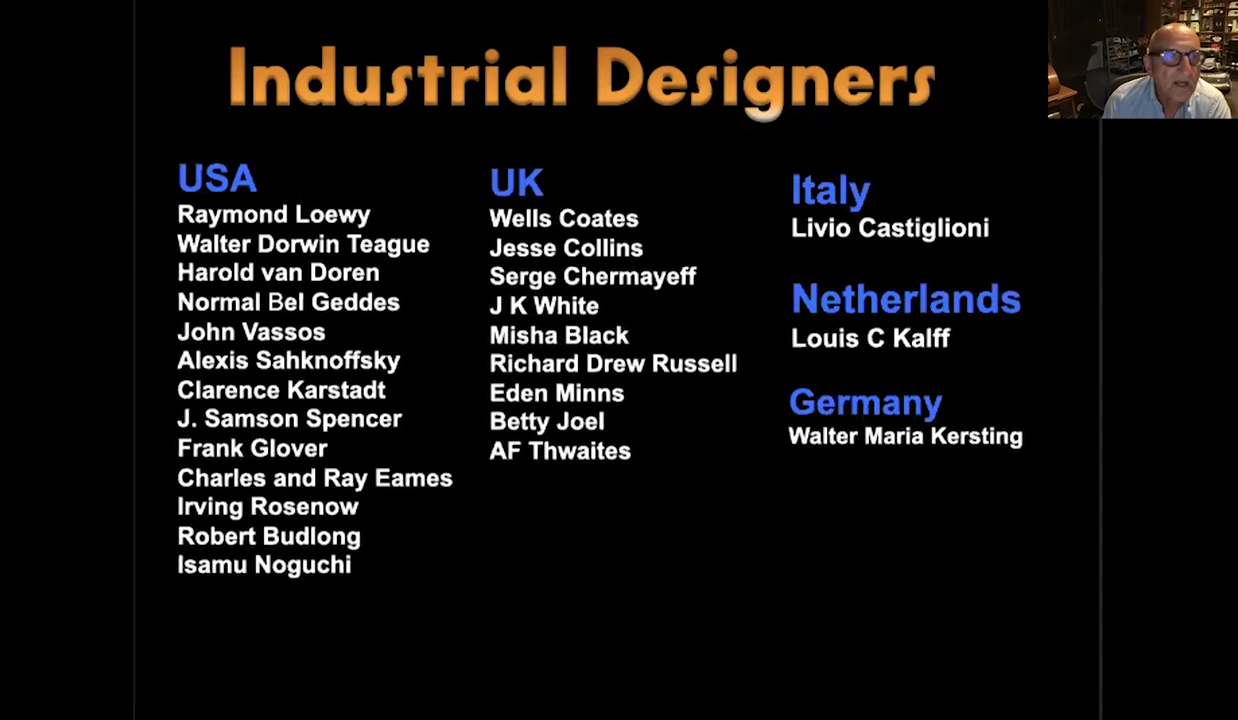 Industrial Designers
USA
Raymond Loewy
Walter Dorwin Teague
Harold van Doren
Normal Bel Geddes
John Vassos
Alexis Sahknoffsky
Clarence Karstadt
J. Samson Spencer
Frank Glover
Charles and Ray Eames
Irving Rosenow
Robert Budlong
Isamu Noguchi
UK
Wells Coates
Jesse Collins
Serge Chermayeff
J K White
Misha Black
Richard Drew Russell
Eden Minns
Betty Joel
AF Thwaites
Italy
Livio Castiglioni
Netherlands
Louis C Kalff
Germany
Walter Maria Kersting